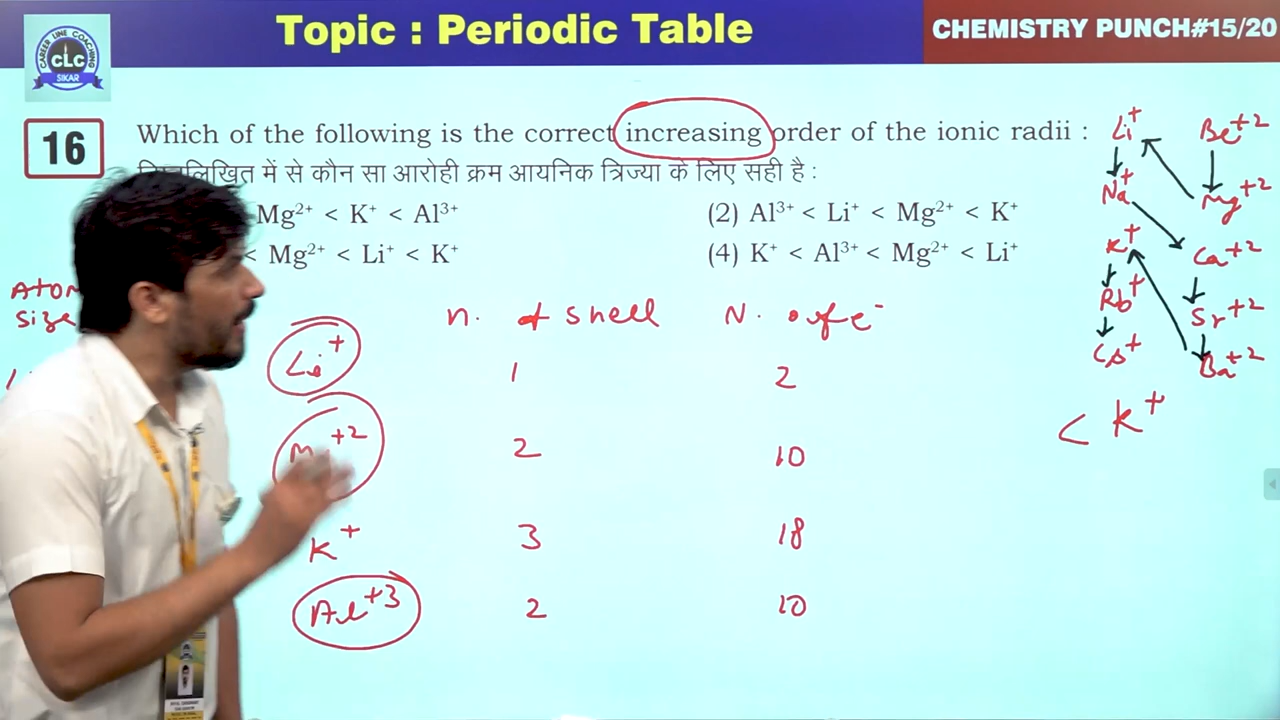 Topic : Periodic Table
CHEMISTRY PUNCH#15/20
CAREER LINE COACHING
CLC
SIKAR
16
Which of the following is the correct increasing order of the ionic radii :
में से कौन सा आरोही क्रम आयनिक त्रिज्या के लिए सही है :
Mg²⁺ < K⁺ < Al³⁺
(2) Al³⁺ < Li⁺ < Mg²⁺ < K⁺
< Mg²⁺ < Li⁺ < K⁺
(4) K⁺ < Al³⁺ < Mg²⁺ < Li⁺
Li⁺ Be⁺²
Na⁺ Mg⁺²
K⁺ Ca⁺²
Rb⁺ Sr⁺²
Cs⁺ Ba⁺²
< K⁺
size
n. of shell N. of e⁻
Li⁺ 1 2
2 10
K⁺ 3 18
Al⁺³ 2 10